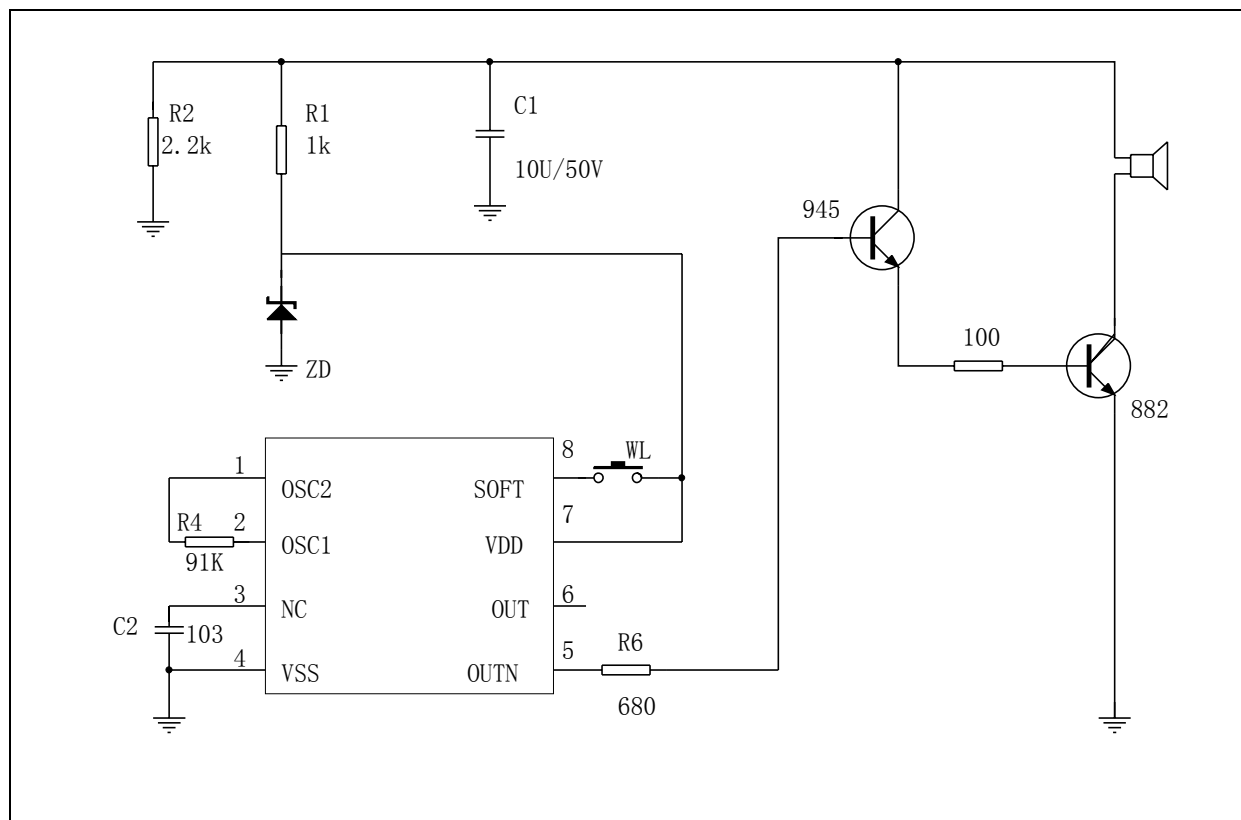 R2
2.2k
R1
1k
C1
10U/50V
945
100
882
ZD
1
OSC2
R4
2
OSC1
91K
3
NC
C2
103
4
VSS
8
SOFT
WL
7
VDD
6
OUT
5
OUTN
R6
680